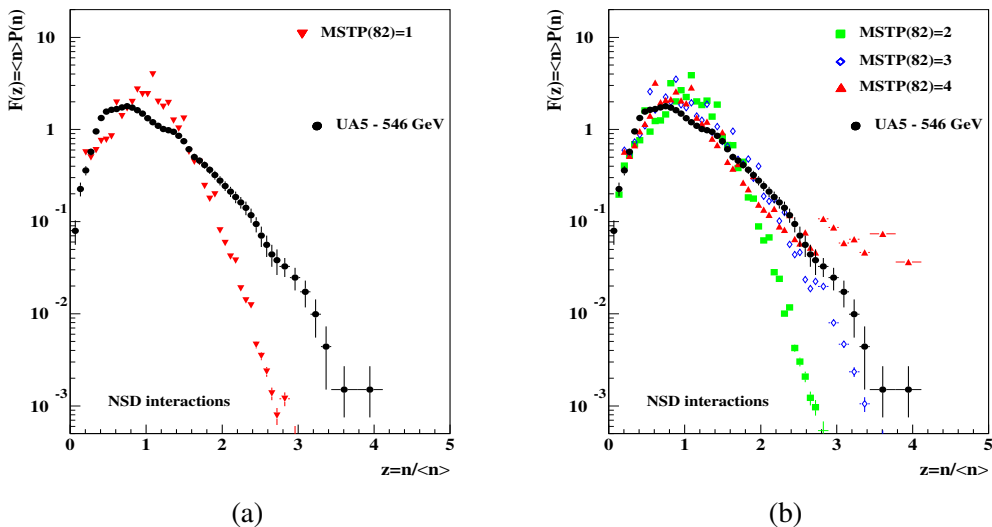 F(z)=<n>P(n)
10
1
10 -1
10 -2
10 -3
MSTP(82)=1
UA5 - 546 GeV
NSD interactions
0 1 2 3 4 5
z=n/<n>
(a)
F(z)=<n>P(n)
10
1
10 -1
10 -2
10 -3
MSTP(82)=2
MSTP(82)=3
MSTP(82)=4
UA5 - 546 GeV
NSD interactions
0 1 2 3 4 5
z=n/<n>
(b)